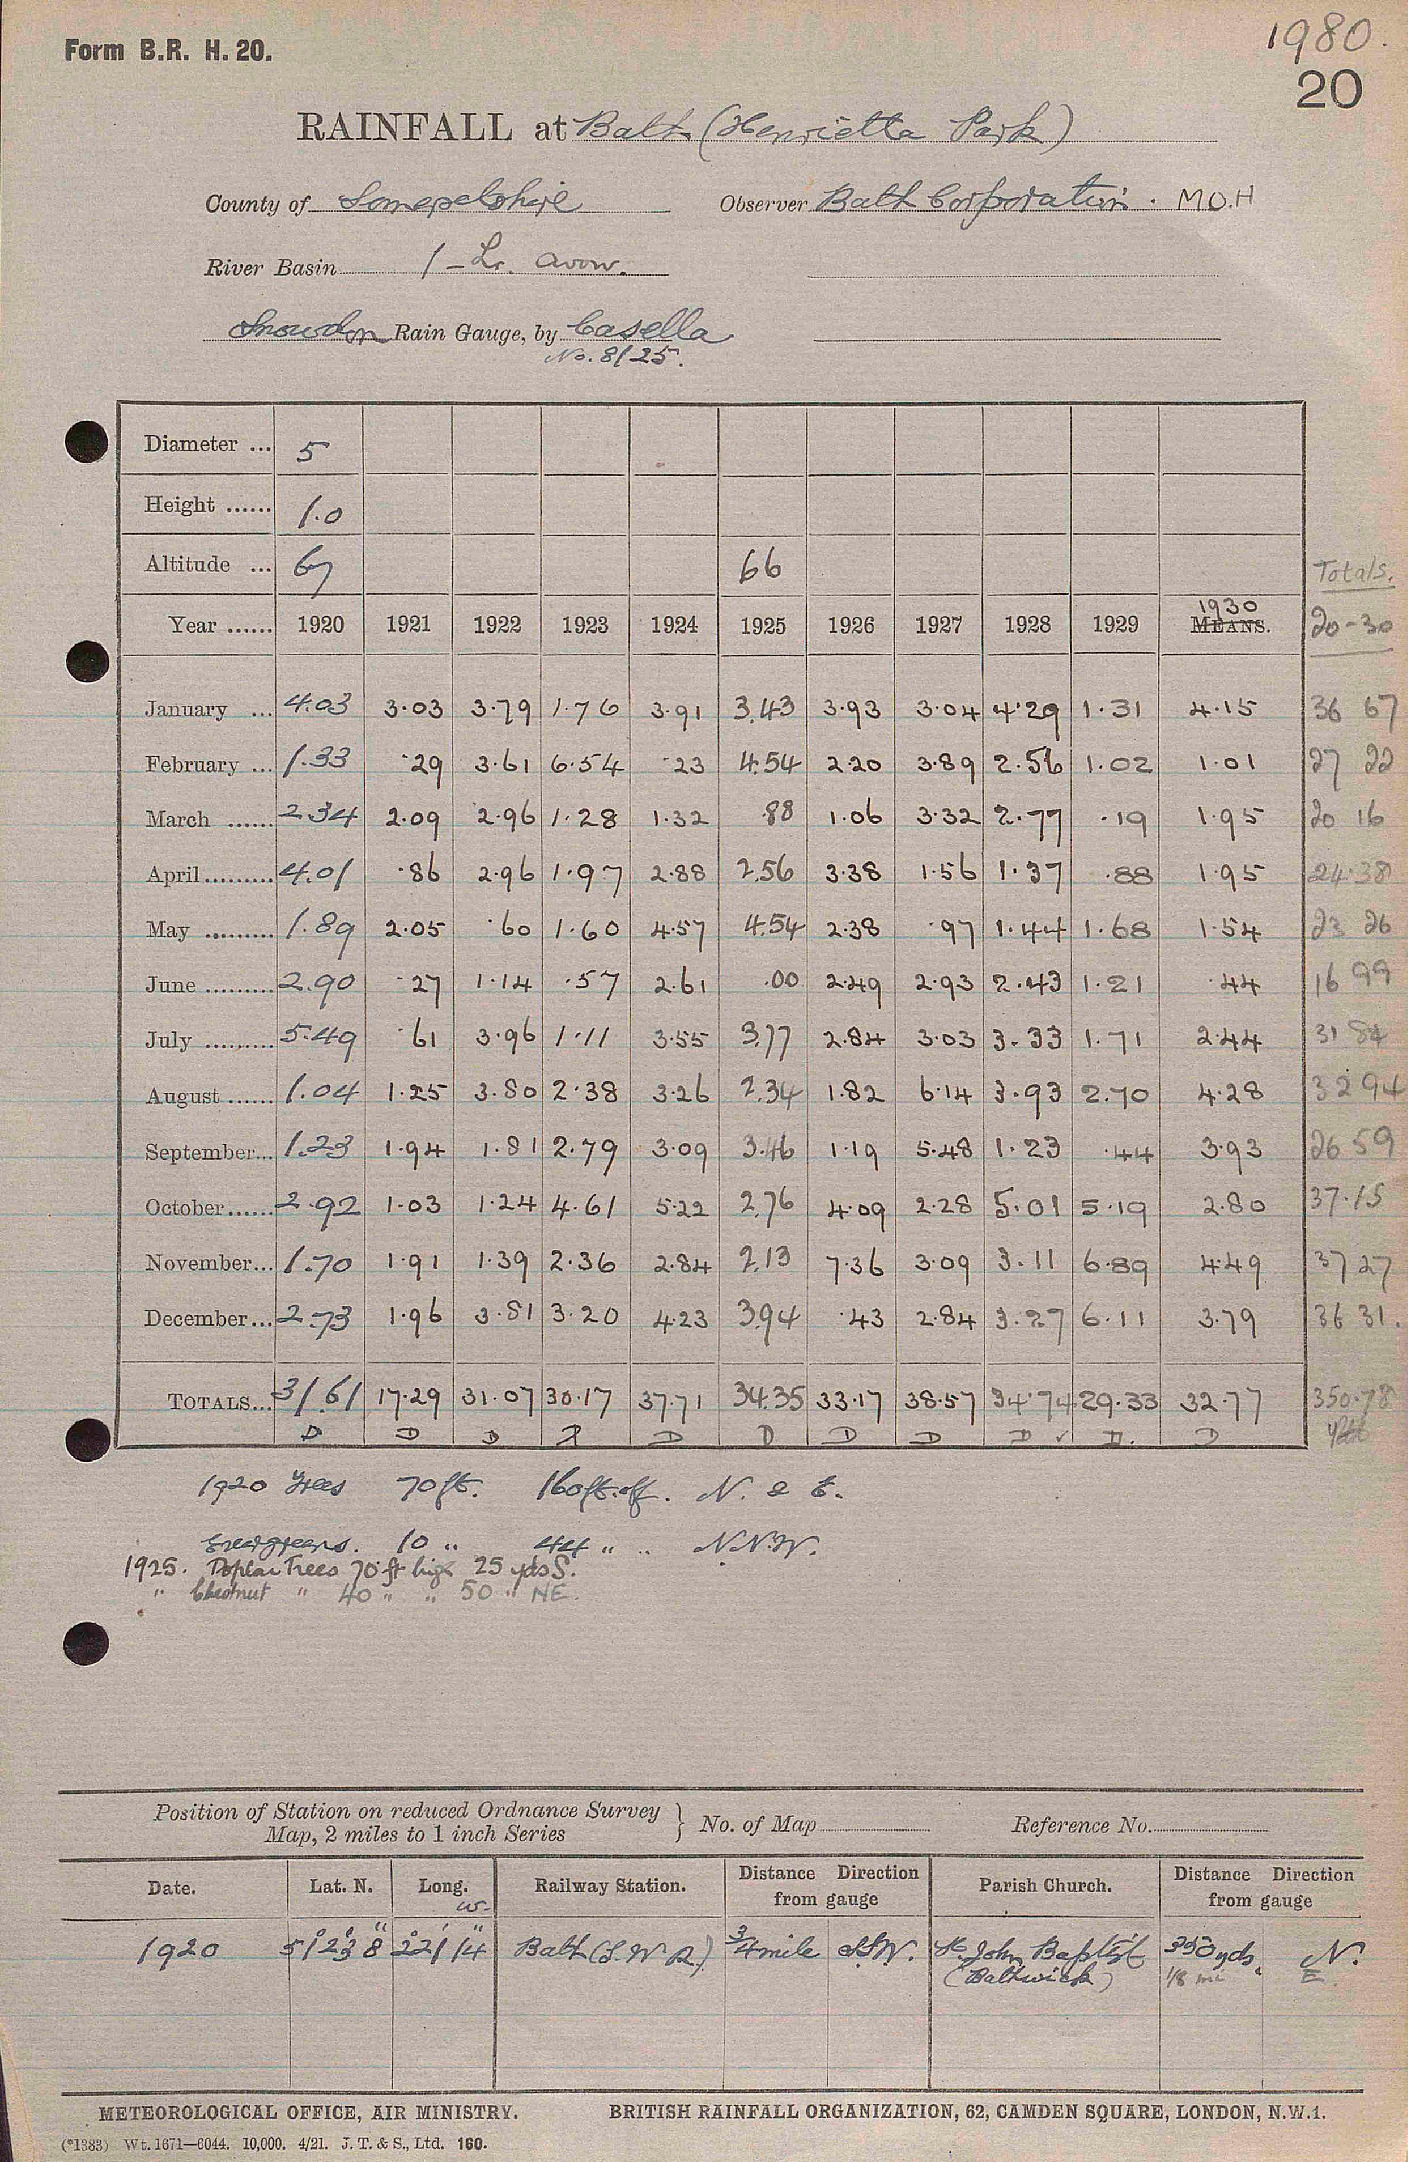 1980.
Form B.R. H. 20.
20
RAINFALL at Bath (Henrietta Park)
County of Somersetshire Observer Bath Corporation. M.O.H
River Basin 1 - Lr. Avon.
Snowdon Rain Gauge, by Casella
No. 8125.
Diameter ... 5
Height ...... 1.0
Altitude ... 67 66 Totals.
Year ...... 1920 1921 1922 1923 1924 1925 1926 1927 1928 1929 1930 MEANS. 20-30
January ... 4.03 3.03 3.79 1.76 3.91 3.43 3.93 3.04 4.29 1.31 4.15 36 67
February ... 1.33 .29 3.61 6.54 .23 4.54 2.20 3.89 2.56 1.02 1.01 27 22
March ...... 2.34 2.09 2.96 1.28 1.32 .88 1.06 3.32 2.77 .19 1.95 20 16
April ......... 4.01 .86 2.96 1.97 2.88 2.56 3.38 1.56 1.37 .88 1.95 24.38
May ......... 1.89 2.05 .60 1.60 4.57 4.54 2.38 .97 1.44 1.68 1.54 23 26
June ......... 2.90 .27 1.14 .57 2.61 .00 2.49 2.93 2.43 1.21 .44 16 99
July ......... 5.49 .61 3.96 1.11 3.55 3.77 2.84 3.03 3.33 1.71 2.44 31 84
August ...... 1.04 1.25 3.80 2.38 3.26 2.34 1.82 6.14 3.93 2.70 4.28 32 94
September... 1.23 1.94 1.81 2.79 3.09 3.46 1.19 5.48 1.23 .44 3.93 26 59
October...... 2.92 1.03 1.24 4.61 5.22 2.76 4.09 2.28 5.01 5.19 2.80 37.15
November... 1.70 1.91 1.39 2.36 2.84 2.13 7.36 3.09 3.11 6.89 4.49 37 27
December... 2.73 1.96 3.81 3.20 4.23 3.94 .43 2.84 3.27 6.11 3.79 36 31.
TOTALS... 31.61 17.29 31.07 30.17 37.71 34.35 33.17 38.57 34.74 29.33 32.77 350.78
D D D D D D D D D ✓ D. D
1920 Trees 70ft. 160ft. off. N. & E.
Evergreens. 10 " 44 " " N.N.W.
1925. Poplar Trees 70ft high 25 yds S.
" Chestnut " 40 " " 50 " NE.
Position of Station on reduced Ordnance Survey Map, 2 miles to 1 inch Series } No. of Map Reference No.
Date. Lat. N. Long. W. Railway Station. Distance Direction from gauge Parish Church. Distance Direction from gauge
1920 51° 23' 8" 2° 21' 14" Bath (G.W.R.) 3/4 mile S.S.W. St. John Baptist 350 yds. N.
(Bathwick) 1/8 mi E.
METEOROLOGICAL OFFICE, AIR MINISTRY. BRITISH RAINFALL ORGANIZATION, 62, CAMDEN SQUARE, LONDON, N.W.1.
(*1383) Wt. 1671—6044. 10,000. 4/21. J. T. & S., Ltd. 160.